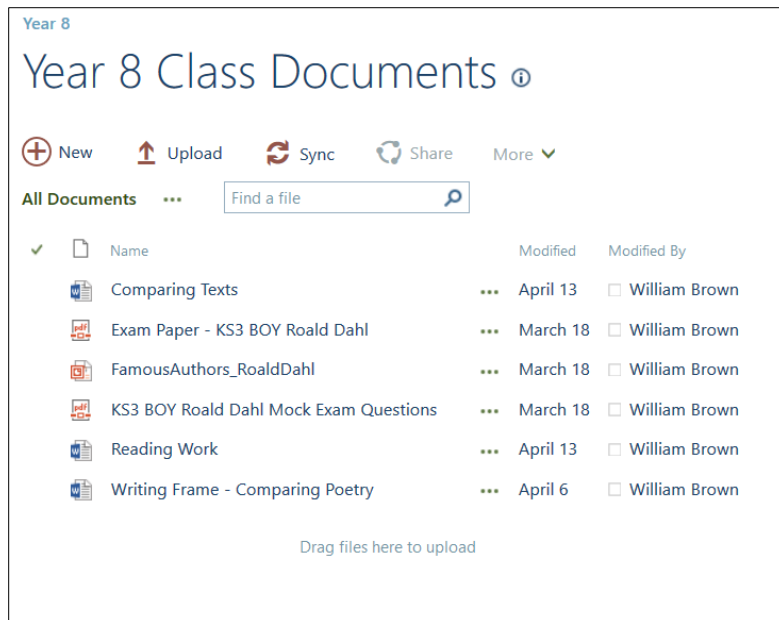 Year 8
Year 8 Class Documents
New Upload Sync Share More
All Documents ... Find a file
Name Modified Modified By
Comparing Texts ... April 13 William Brown
Exam Paper - KS3 BOY Roald Dahl ... March 18 William Brown
FamousAuthors_RoaldDahl ... March 18 William Brown
KS3 BOY Roald Dahl Mock Exam Questions ... March 18 William Brown
Reading Work ... April 13 William Brown
Writing Frame - Comparing Poetry ... April 6 William Brown
Drag files here to upload